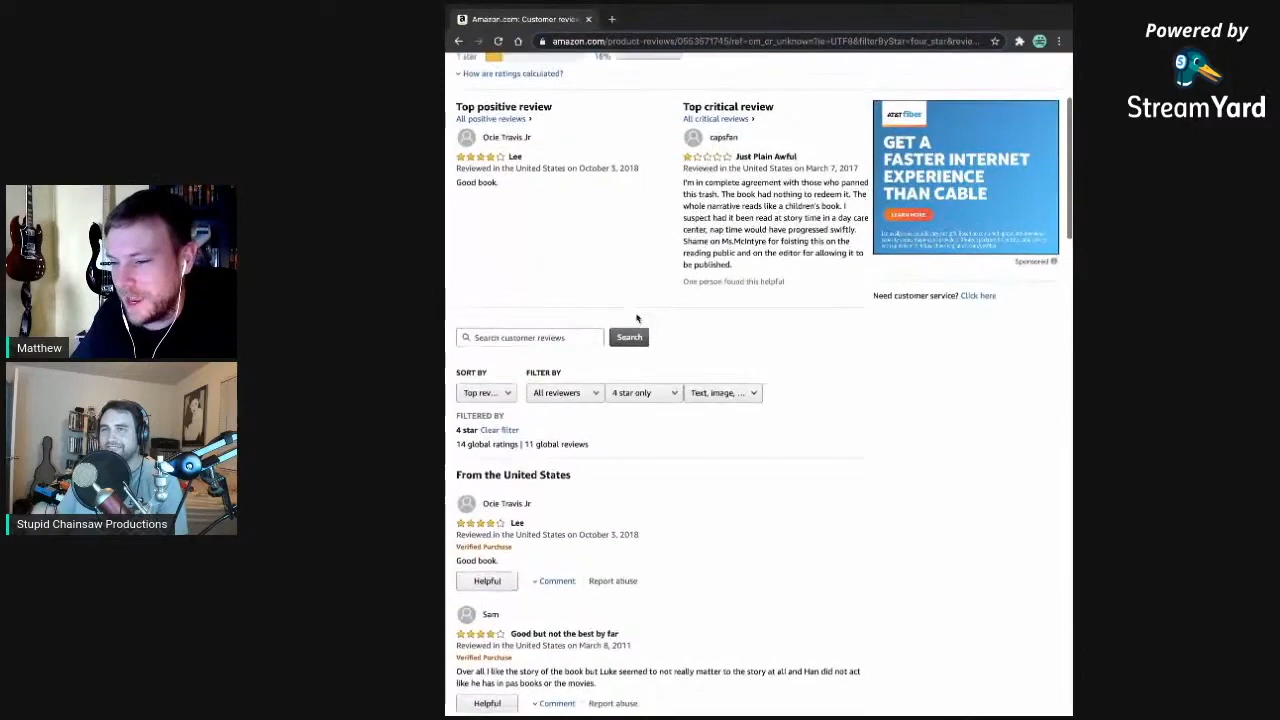 Amazon.com: Customer review
amazon.com/product-reviews/0553571745/ref=cm_cr_unknown?ie=UTF8&filterByStar=four_star&revie...
Powered by
StreamYard
1 star
18%
How are ratings calculated?
Top positive review
All positive reviews ›
Ocie Travis Jr
Lee
Reviewed in the United States on October 3, 2018
Good book.
Top critical review
All critical reviews ›
capsfan
Just Plain Awful
Reviewed in the United States on March 7, 2017
I'm in complete agreement with those who panned
this trash. The book had nothing to redeem it. The
whole narrative reads like a children's book. I
suspect had it been read at story time in a day care
center, nap time would have progressed swiftly.
Shame on Ms.McIntyre for foisting this on the
reading public and on the editor for allowing it to
be published.
One person found this helpful
AT&T fiber
GET A
FASTER INTERNET
EXPERIENCE
THAN CABLE
LEARN MORE
Sponsored
Need customer service? Click here
Search customer reviews
Search
SORT BY
FILTER BY
Top rev...
All reviewers
4 star only
Text, image, ...
FILTERED BY
4 star Clear filter
14 global ratings | 11 global reviews
From the United States
Ocie Travis Jr
Lee
Reviewed in the United States on October 3, 2018
Verified Purchase
Good book.
Helpful
Comment
Report abuse
Sam
Good but not the best by far
Reviewed in the United States on March 8, 2011
Verified Purchase
Over all I like the story of the book but Luke seemed to not really matter to the story at all and Han did not act
like he has in pas books or the movies.
Helpful
Comment
Report abuse
Matthew
Stupid Chainsaw Productions